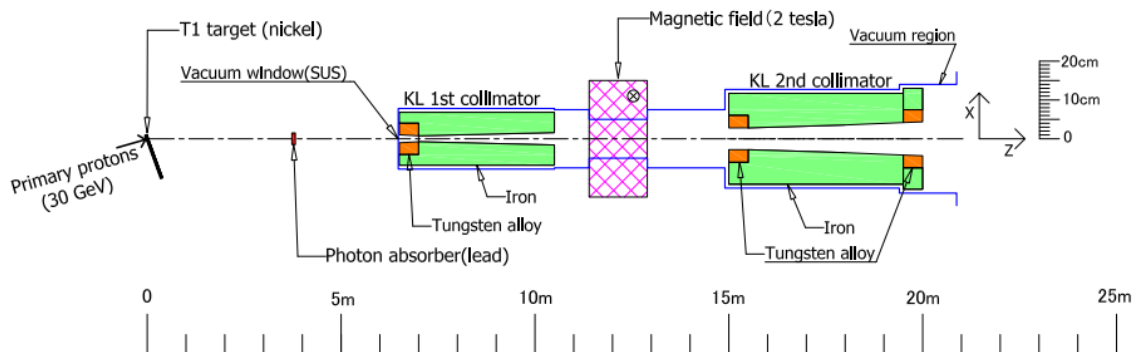 T1 target (nickel)
Magnetic field(2 tesla)
Vacuum region
20cm
Vacuum window(SUS)
KL 1st collimator
KL 2nd collimator
10cm
X
0
Z
Primary protons
(30 GeV)
Iron
Tungsten alloy
Iron
Photon absorber(lead)
Tungsten alloy
0 5m 10m 15m 20m 25m